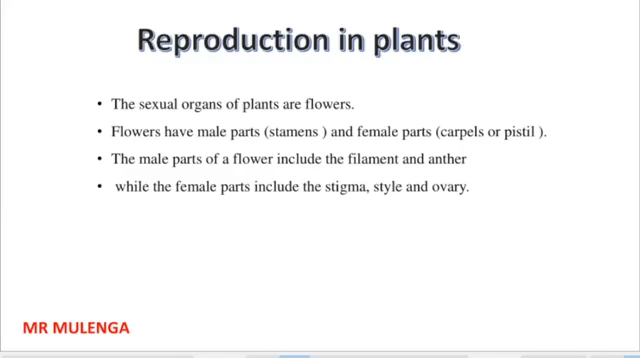 Reproduction in plants
• The sexual organs of plants are flowers.
• Flowers have male parts (stamens ) and female parts (carpels or pistil ).
• The male parts of a flower include the filament and anther
• while the female parts include the stigma, style and ovary.
MR MULENGA